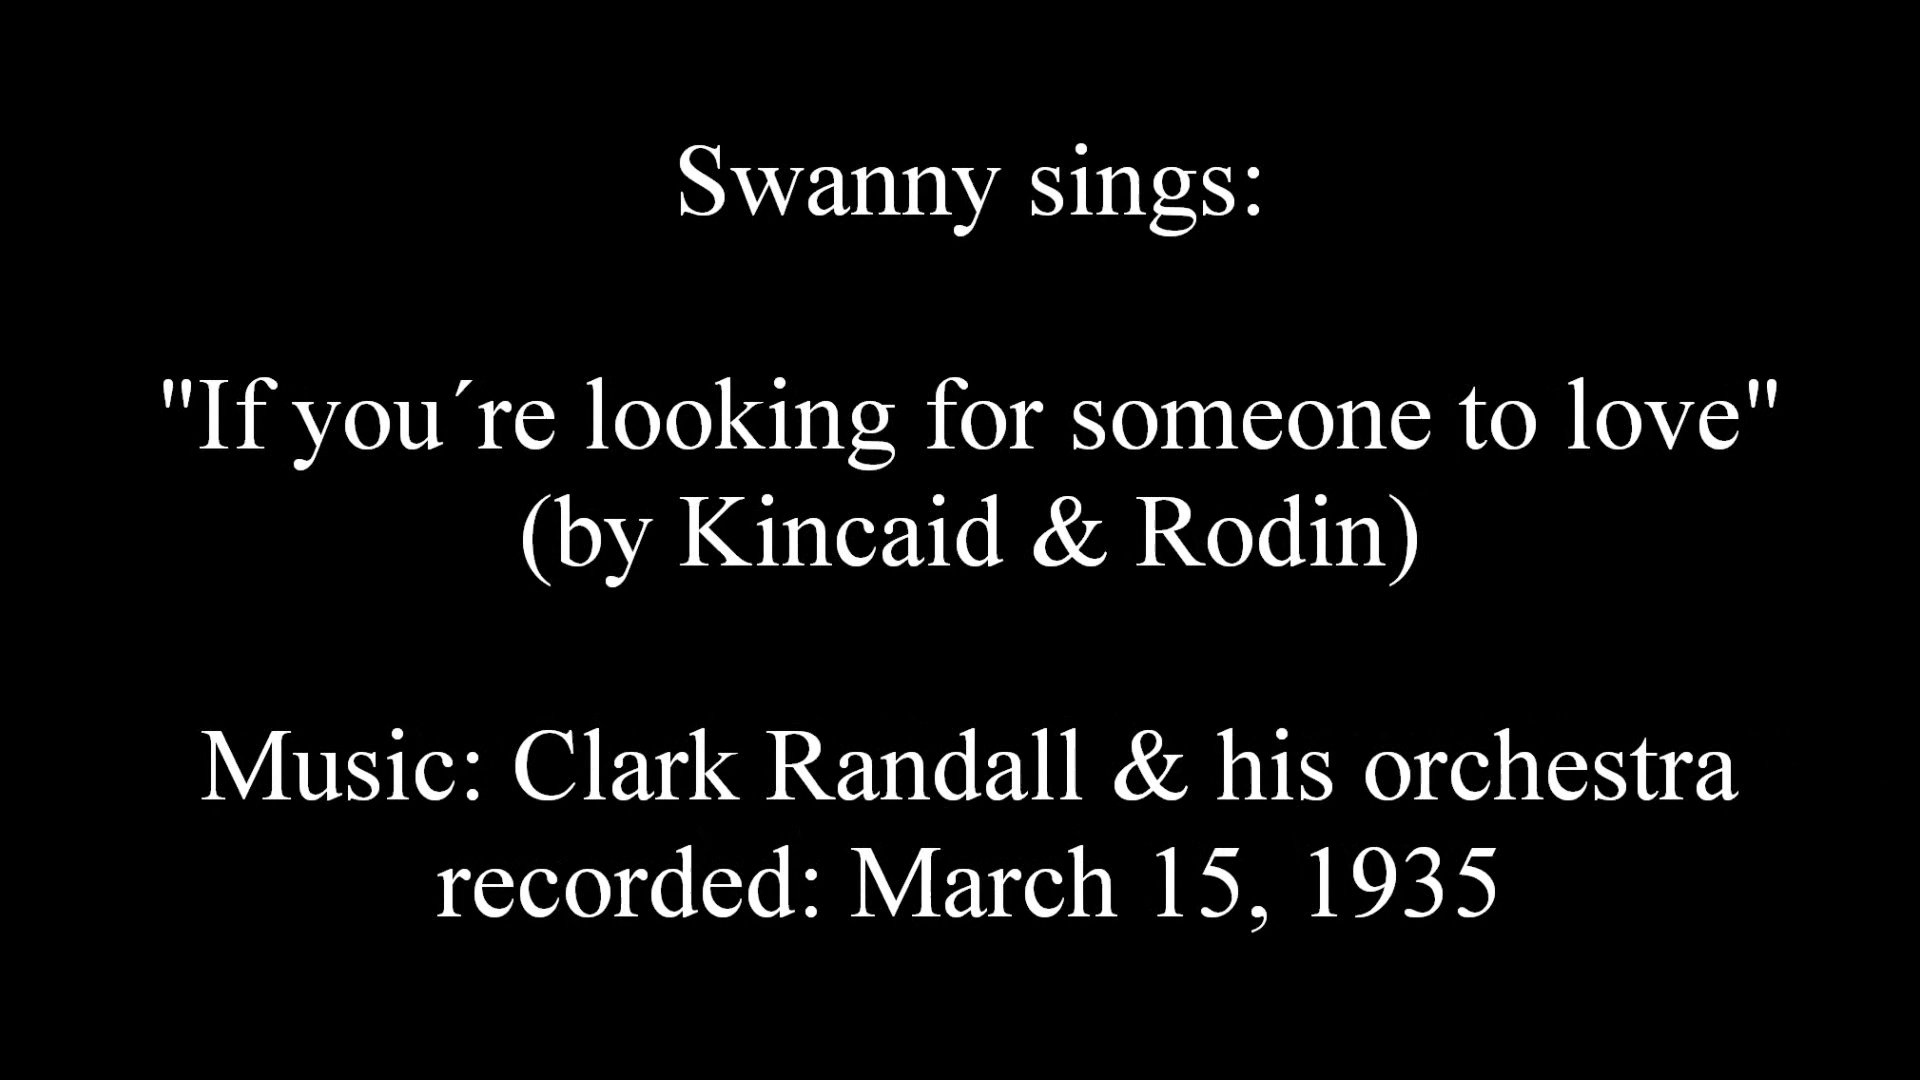 Swanny sings:
"If you´re looking for someone to love"
(by Kincaid & Rodin)
Music: Clark Randall & his orchestra
recorded: March 15, 1935